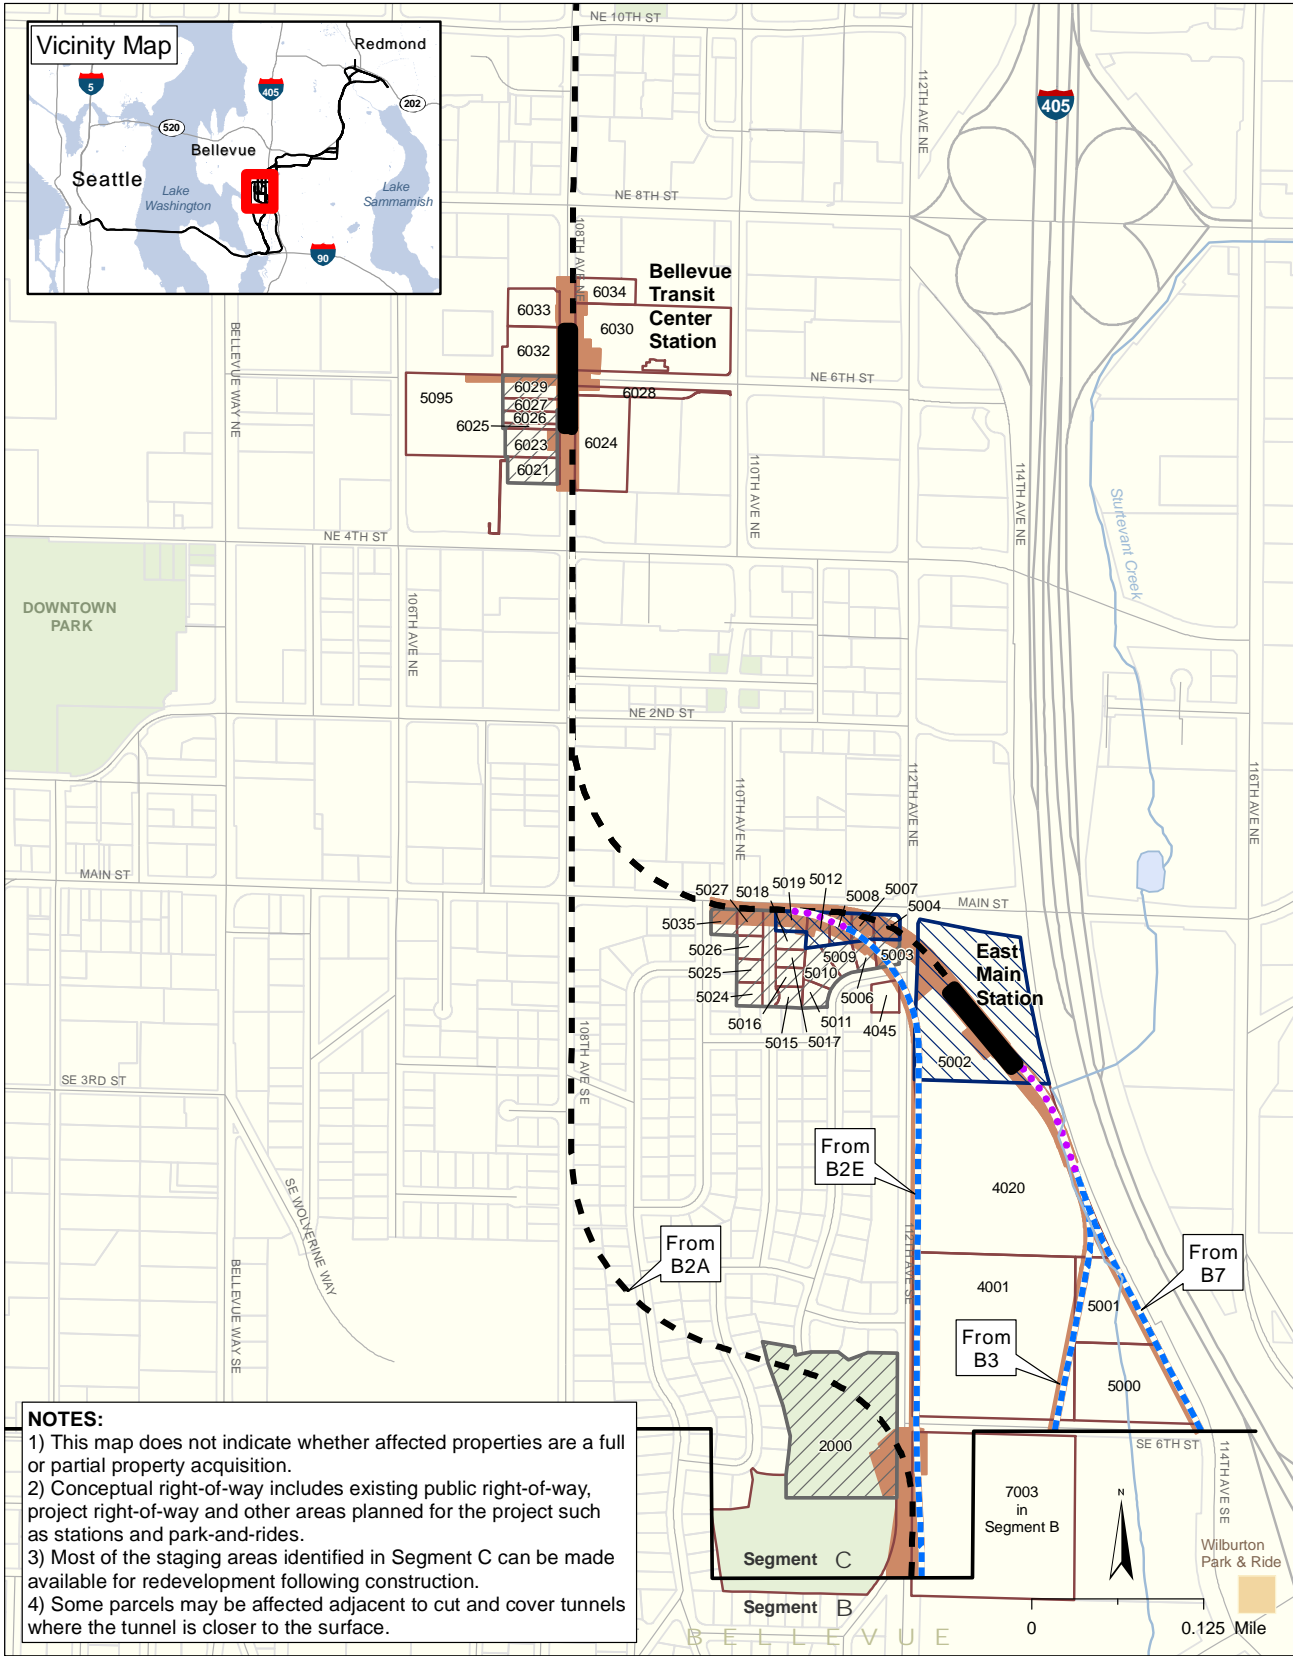 Vicinity Map
Redmond
5
405
202
520
Bellevue
Seattle
Lake
Washington
Lake
Sammamish
90
NE 10TH ST
112TH AVE NE
405
NE 8TH ST
108TH AVE NE
Bellevue
Transit
Center
Station
6034
6033
6030
6032
BELLEVUE WAY NE
NE 6TH ST
6029
6028
5095
6027
6026
6025
6023
6024
6021
110TH AVE NE
114TH AVE NE
Sturtevant Creek
NE 4TH ST
DOWNTOWN
PARK
106TH AVE NE
NE 2ND ST
110TH AVE NE
112TH AVE NE
116TH AVE NE
MAIN ST
MAIN ST
5027
5018
5019
5012
5008
5007
5004
5035
5026
5025
5024
5009
5003
5010
5006
5016
5015
5017
5011
4045
East
Main
Station
5002
108TH AVE SE
SE 3RD ST
From
B2E
4020
SE WOLVERINE WAY
BELLEVUE WAY SE
From
B2A
112TH AVE SE
From
B7
4001
5001
From
B3
5000
2000
SE 6TH ST
114TH AVE SE
7003
in
Segment B
N
Wilburton
Park & Ride
Segment C
Segment B
BELLEVUE
0
0.125 Mile
NOTES:
1) This map does not indicate whether affected properties are a full
or partial property acquisition.
2) Conceptual right-of-way includes existing public right-of-way,
project right-of-way and other areas planned for the project such
as stations and park-and-rides.
3) Most of the staging areas identified in Segment C can be made
available for redevelopment following construction.
4) Some parcels may be affected adjacent to cut and cover tunnels
where the tunnel is closer to the surface.